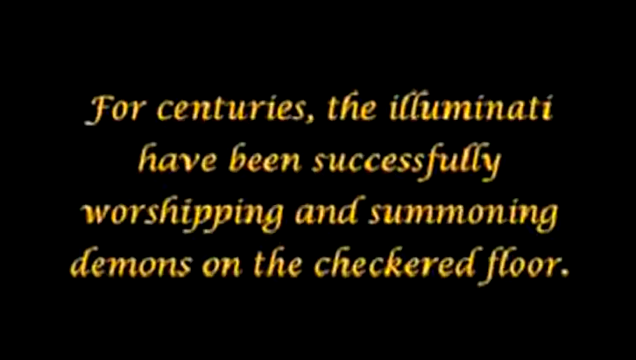 For centuries, the illuminati
have been successfully
worshipping and summoning
demons on the checkered floor.